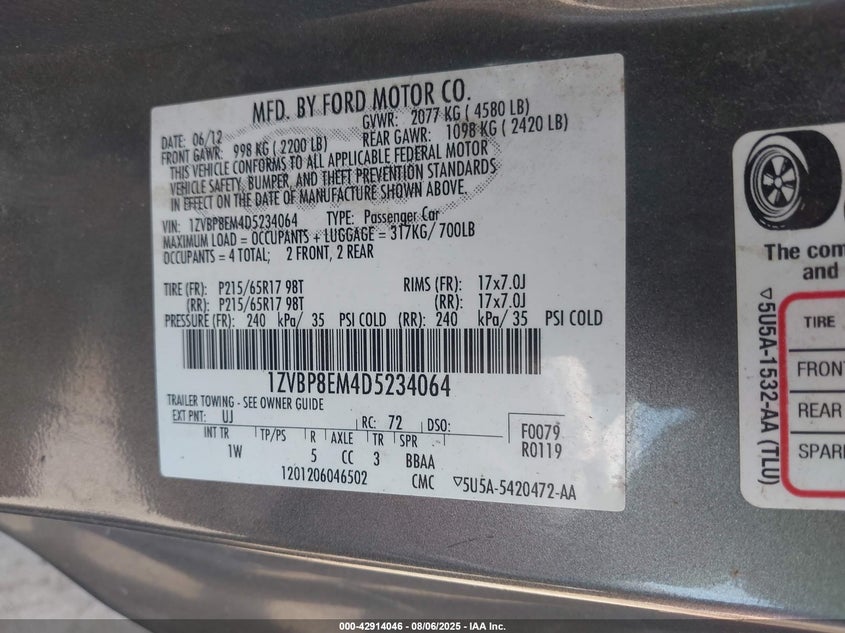 MFD. BY FORD MOTOR CO.
DATE: 06/12 GVWR: 2077 KG ( 4580 LB)
FRONT GAWR: 998 KG ( 2200 LB) REAR GAWR: 1098 KG ( 2420 LB)
THIS VEHICLE CONFORMS TO ALL APPLICABLE FEDERAL MOTOR
VEHICLE SAFETY, BUMPER, AND THEFT PREVENTION STANDARDS
IN EFFECT ON THE DATE OF MANUFACTURE SHOWN ABOVE.
VIN: 1ZVBP8EM4D5234064 TYPE: Passenger Car
MAXIMUM LOAD = OCCUPANTS + LUGGAGE = 317KG/ 700LB
OCCUPANTS = 4 TOTAL; 2 FRONT, 2 REAR
TIRE (FR): P215/65R17 98T RIMS (FR): 17x7.0J
(RR): P215/65R17 98T (RR): 17x7.0J
PRESSURE (FR): 240 kPa/ 35 PSI COLD (RR): 240 kPa/ 35 PSI COLD
1ZVBP8EM4D5234064
TRAILER TOWING - SEE OWNER GUIDE
EXT PNT: UJ RC: 72 DSO:
INT TR TP/PS R AXLE TR SPR
1W 5 CC 3 BBAA
F0079
R0119
1201206046502 CMC ▽5U5A-5420472-AA
The com
and
TIRE
FRONT
REAR
SPAR
▽5U5A-1532-AA (TLU)
000-42914046 - 08/06/2025 - IAA Inc.